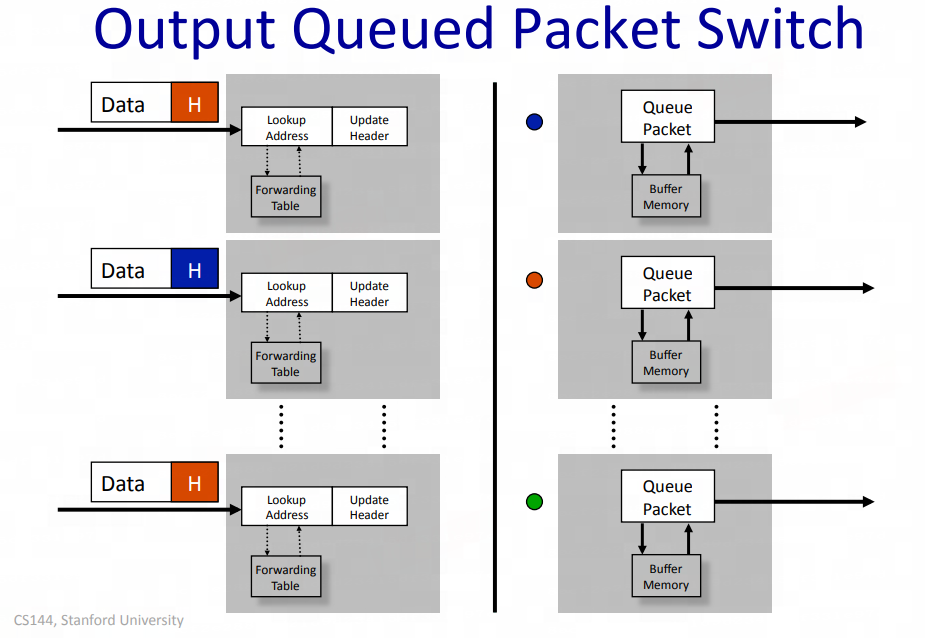 Output Queued Packet Switch
Data H
Lookup Address
Update Header
Forwarding Table
Queue Packet
Buffer Memory
Data H
Lookup Address
Update Header
Forwarding Table
Queue Packet
Buffer Memory
Data H
Lookup Address
Update Header
Forwarding Table
Queue Packet
Buffer Memory
CS144, Stanford University